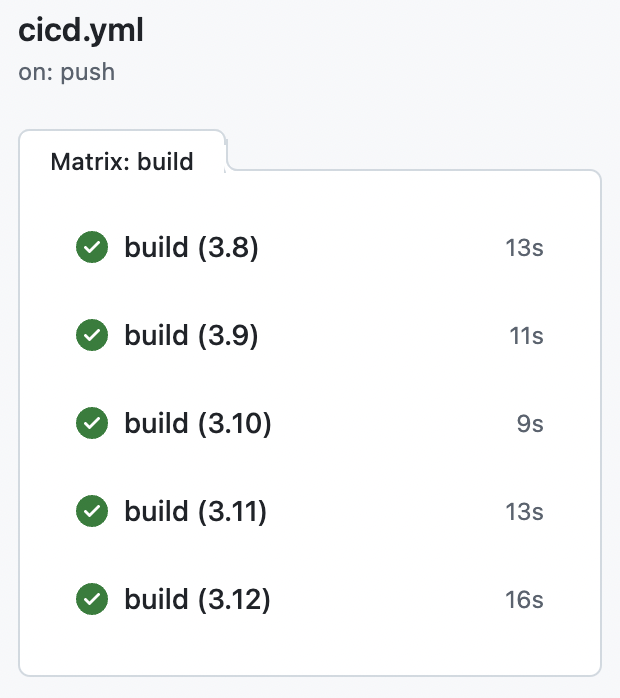 cicd.yml
on: push
Matrix: build
build (3.8) 13s
build (3.9) 11s
build (3.10) 9s
build (3.11) 13s
build (3.12) 16s